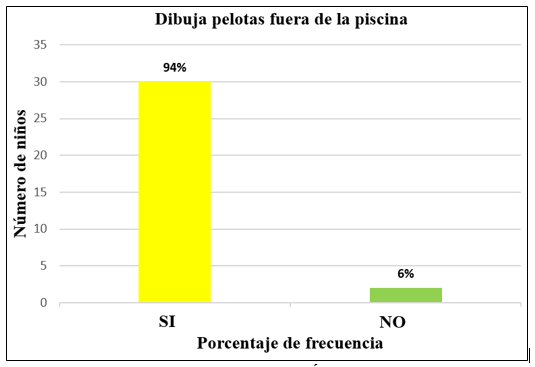 Dibuja pelotas fuera de la piscina
35
30
25
20
15
10
5
0
Número de niños
94%
6%
SI
NO
Porcentaje de frecuencia